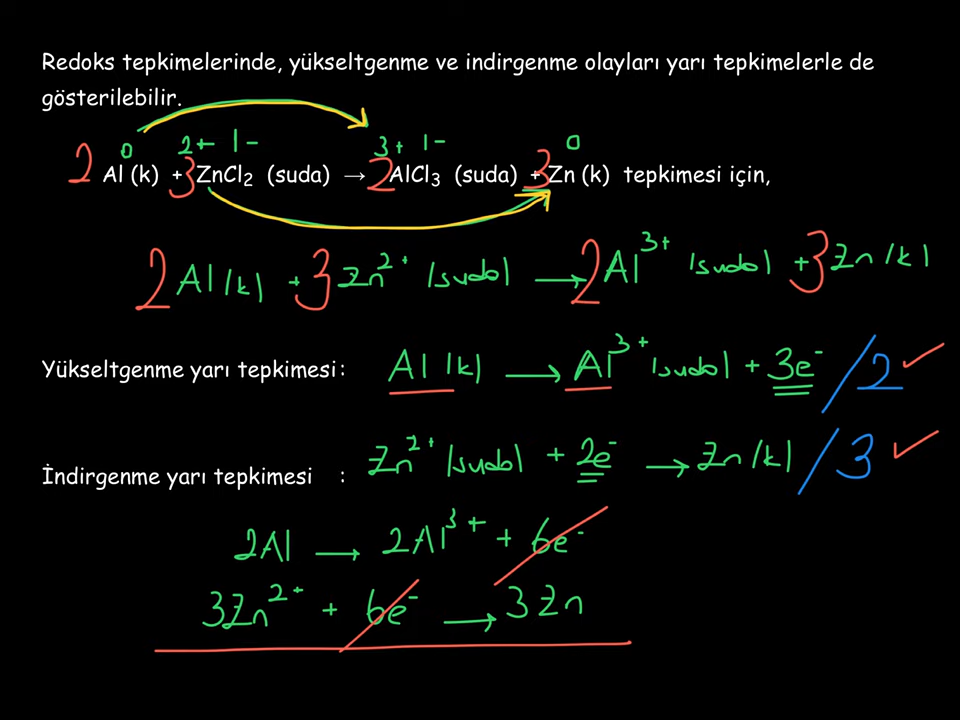 Redoks tepkimelerinde, yükseltgenme ve indirgenme olayları yarı tepkimelerle de
gösterilebilir.
0 2+ 1- 3+ 1- 0
2 Al (k) + 3 ZnCl₂ (suda) → 2 AlCl₃ (suda) + 3 Zn (k) tepkimesi için,
2 Al (k) + 3 Zn²⁺ (suda) → 2 Al³⁺ (suda) + 3 Zn (k)
Yükseltgenme yarı tepkimesi: Al (k) → Al³⁺ (suda) + 3e⁻ / 2
İndirgenme yarı tepkimesi : Zn²⁺ (suda) + 2e⁻ → Zn (k) / 3
2Al → 2Al³⁺ + 6e⁻
3Zn²⁺ + 6e⁻ → 3Zn